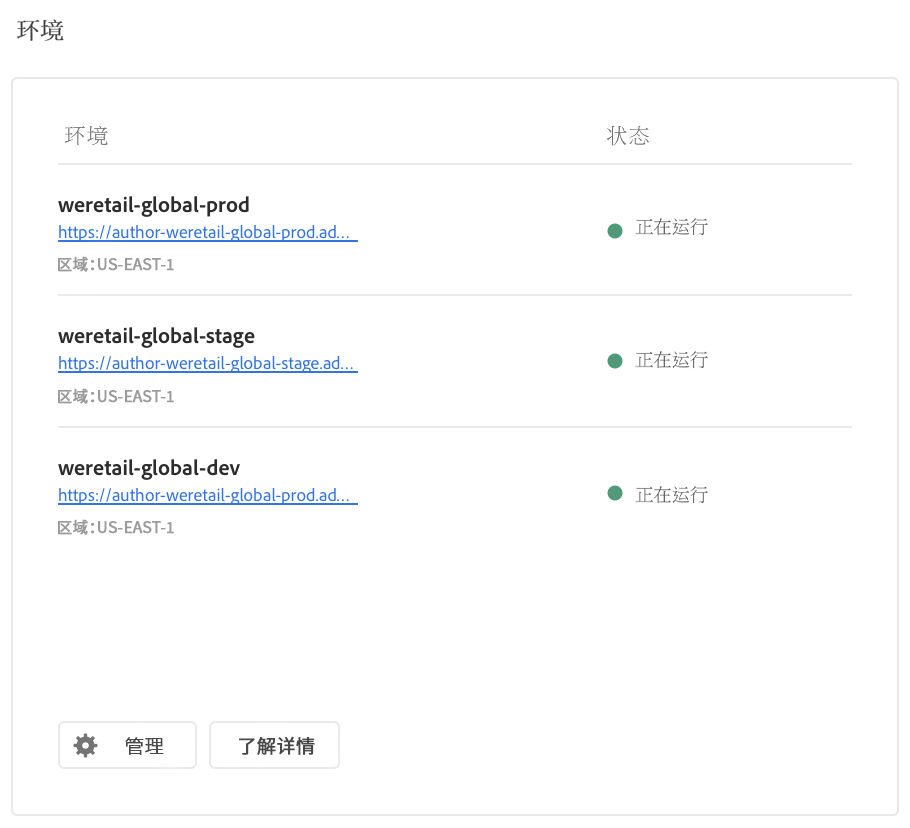 环境
环境 状态
weretail-global-prod
https://author-weretail-global-prod.ad...
正在运行
区域：US-EAST-1
weretail-global-stage
https://author-weretail-global-stage.ad...
正在运行
区域：US-EAST-1
weretail-global-dev
https://author-weretail-global-prod.ad...
正在运行
区域：US-EAST-1
管理 了解详情